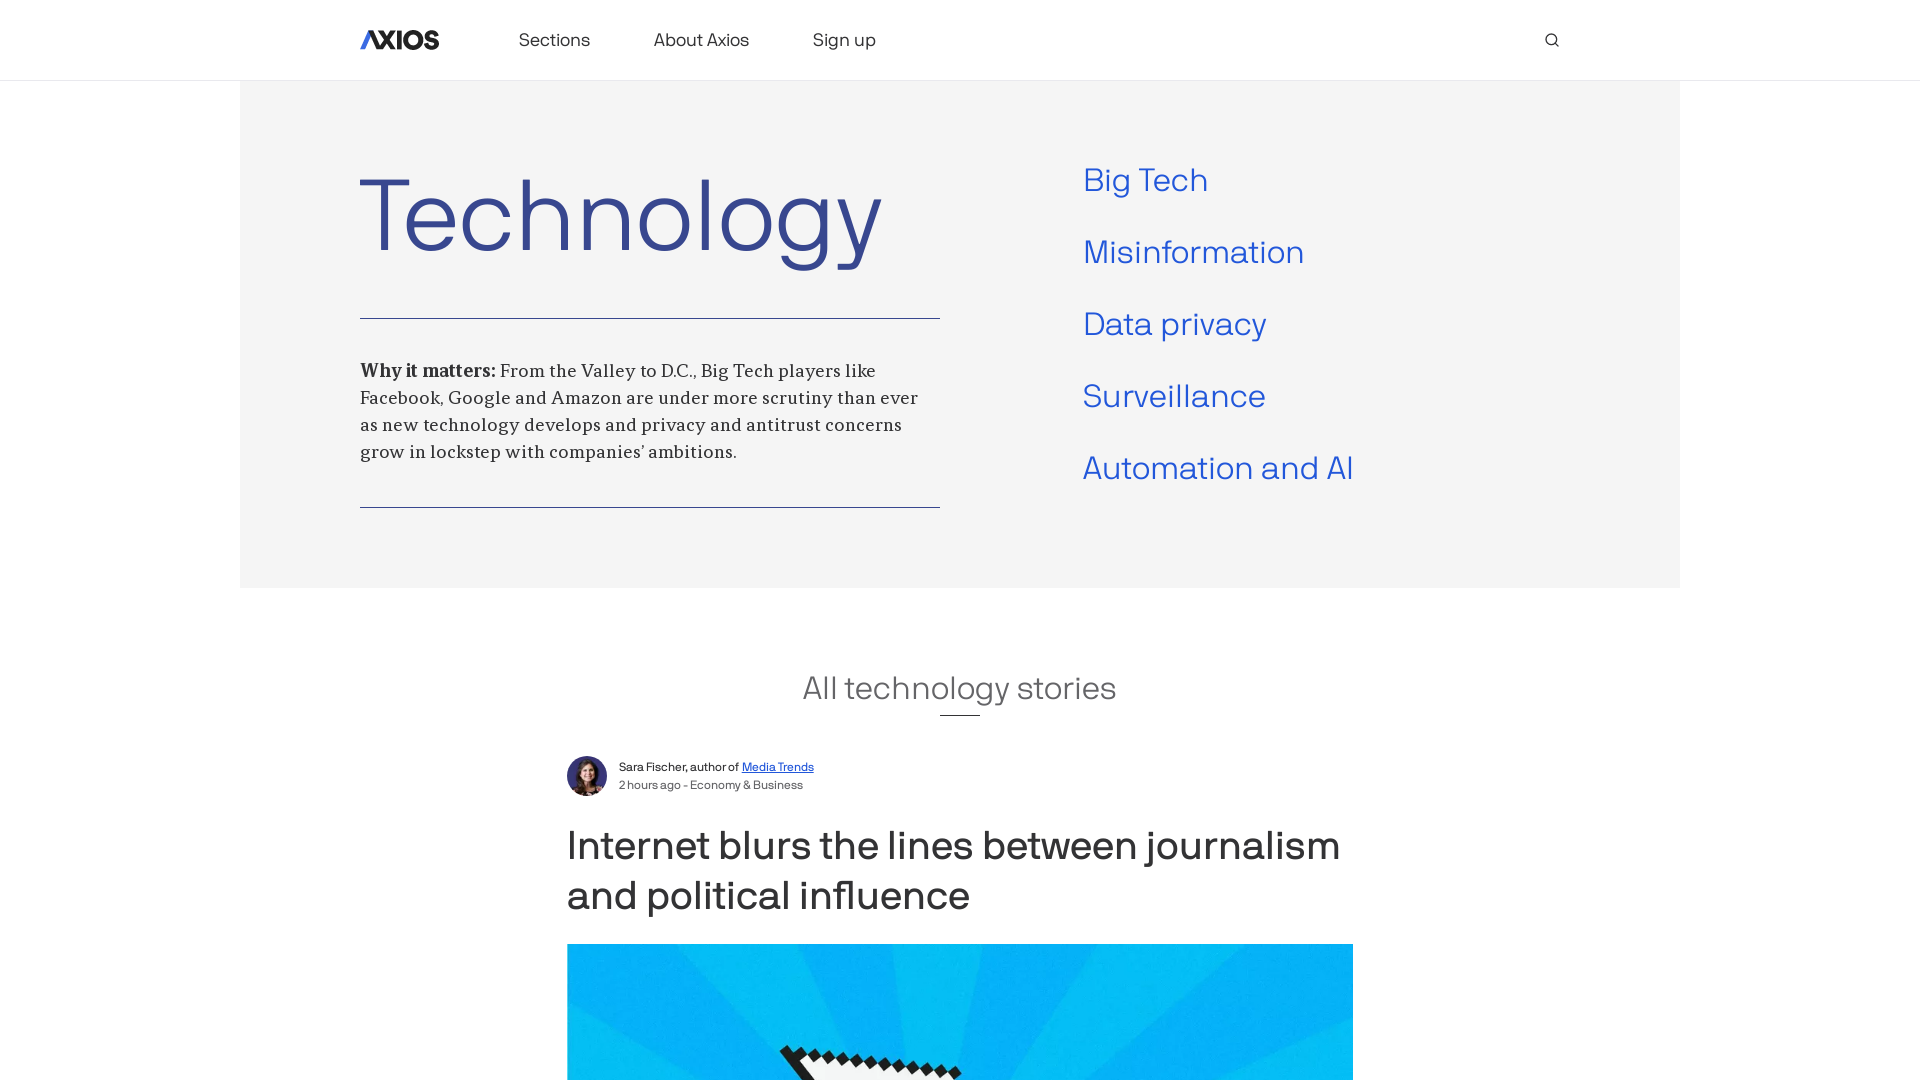 AXIOS
Sections
About Axios
Sign up
Technology
Why it matters: From the Valley to D.C., Big Tech players like
Facebook, Google and Amazon are under more scrutiny than ever
as new technology develops and privacy and antitrust concerns
grow in lockstep with companies’ ambitions.
Big Tech
Misinformation
Data privacy
Surveillance
Automation and AI
All technology stories
Sara Fischer, author of Media Trends
2 hours ago - Economy & Business
Internet blurs the lines between journalism
and political influence